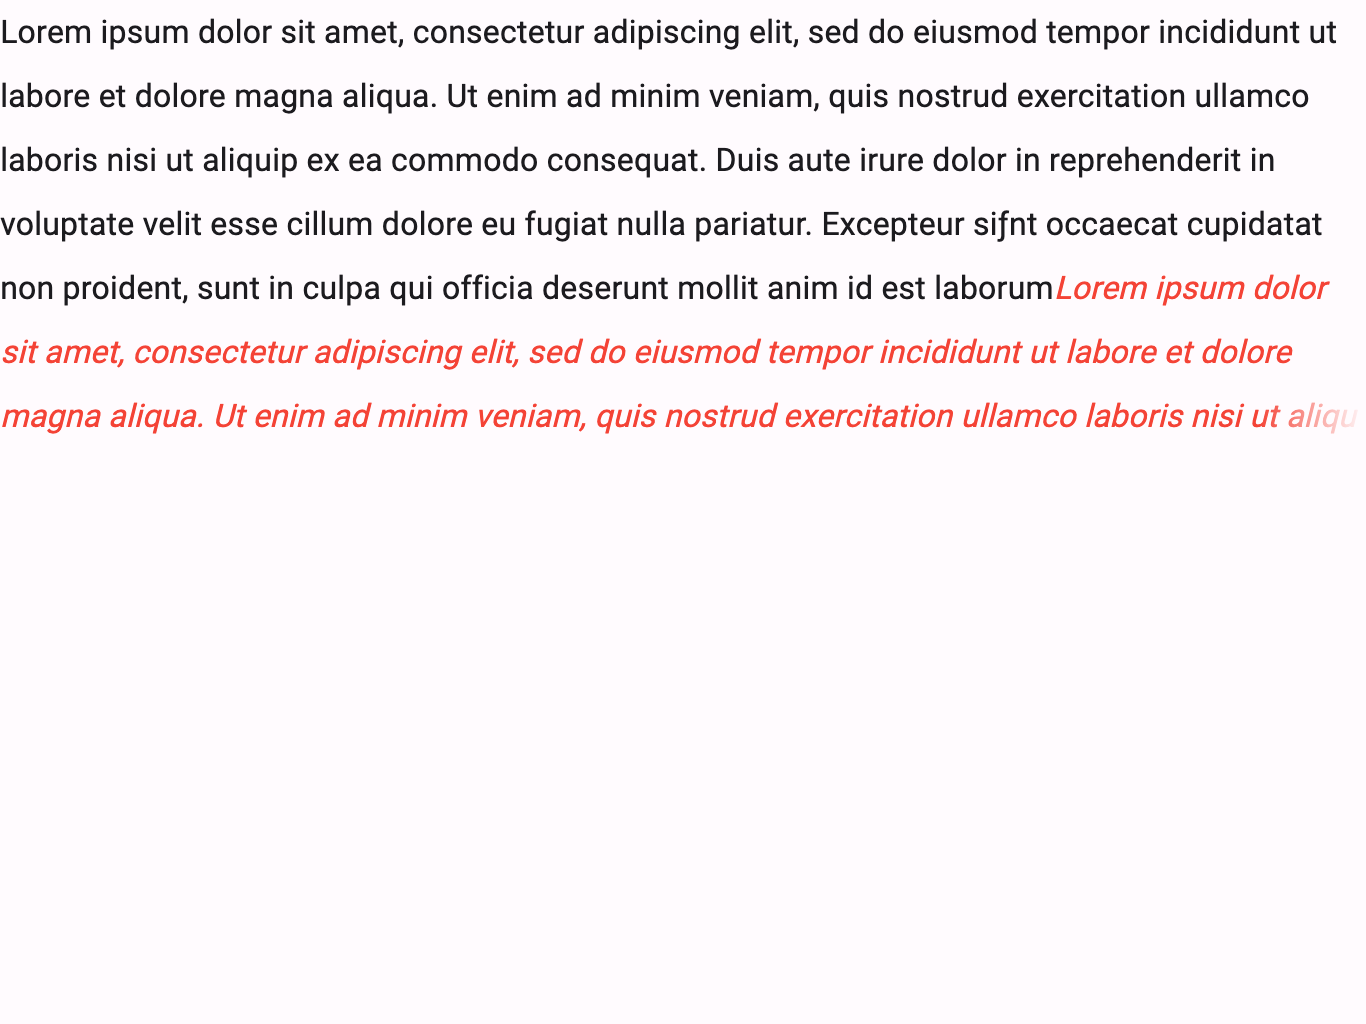 Lorem ipsum dolor sit amet, consectetur adipiscing elit, sed do eiusmod tempor incididunt ut
labore et dolore magna aliqua. Ut enim ad minim veniam, quis nostrud exercitation ullamco
laboris nisi ut aliquip ex ea commodo consequat. Duis aute irure dolor in reprehenderit in
voluptate velit esse cillum dolore eu fugiat nulla pariatur. Excepteur siƒnt occaecat cupidatat
non proident, sunt in culpa qui officia deserunt mollit anim id est laborumLorem ipsum dolor
sit amet, consectetur adipiscing elit, sed do eiusmod tempor incididunt ut labore et dolore
magna aliqua. Ut enim ad minim veniam, quis nostrud exercitation ullamco laboris nisi ut aliqu